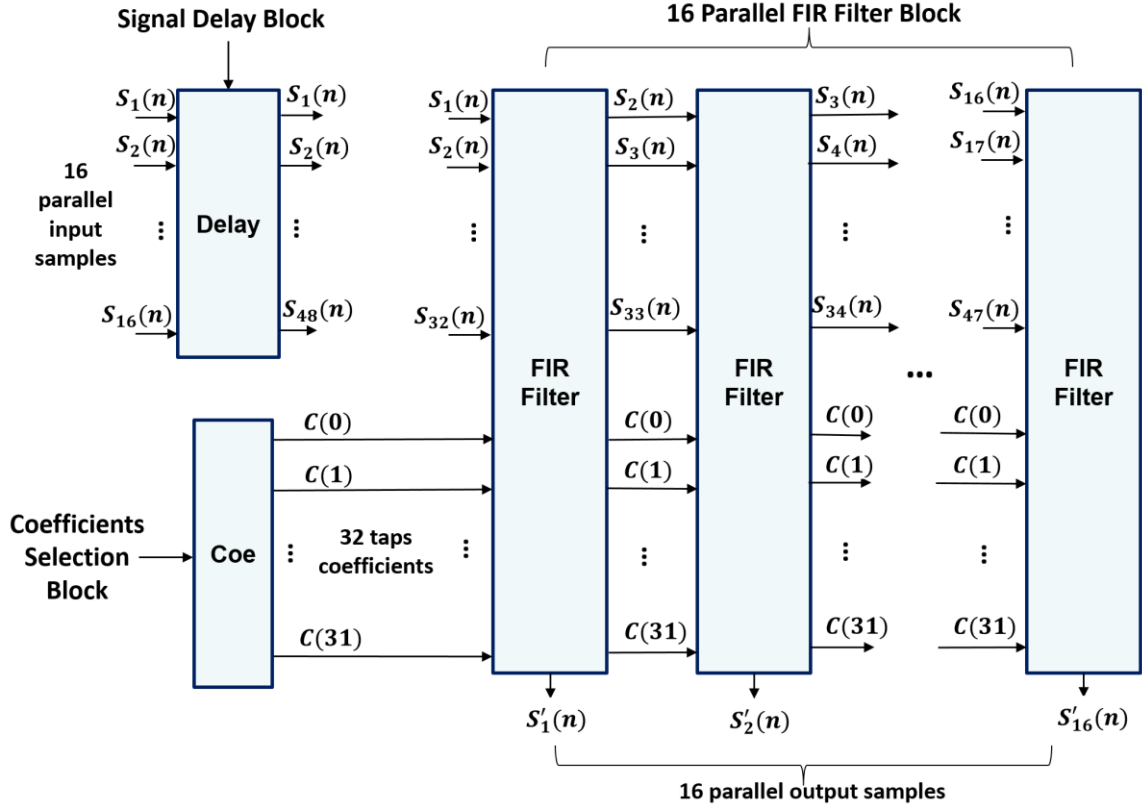 Signal Delay Block
16 Parallel FIR Filter Block
S₁(n)
S₂(n)
16
parallel
input
samples
⋮
S₁₆(n)
Delay
S₁(n)
S₂(n)
⋮
S₄₈(n)
S₁(n)
S₂(n)
⋮
S₃₂(n)
FIR
Filter
S₂(n)
S₃(n)
⋮
S₃₃(n)
FIR
Filter
S₃(n)
S₄(n)
⋮
S₃₄(n)
...
S₁₆(n)
S₁₇(n)
⋮
S₄₇(n)
FIR
Filter
Coefficients
Selection
Block
Coe
C(0)
C(1)
⋮
32 taps
coefficients
⋮
C(31)
C(0)
C(1)
⋮
C(31)
C(0)
C(1)
⋮
C(31)
C(0)
C(1)
⋮
C(31)
S′₁(n)
S′₂(n)
S′₁₆(n)
16 parallel output samples